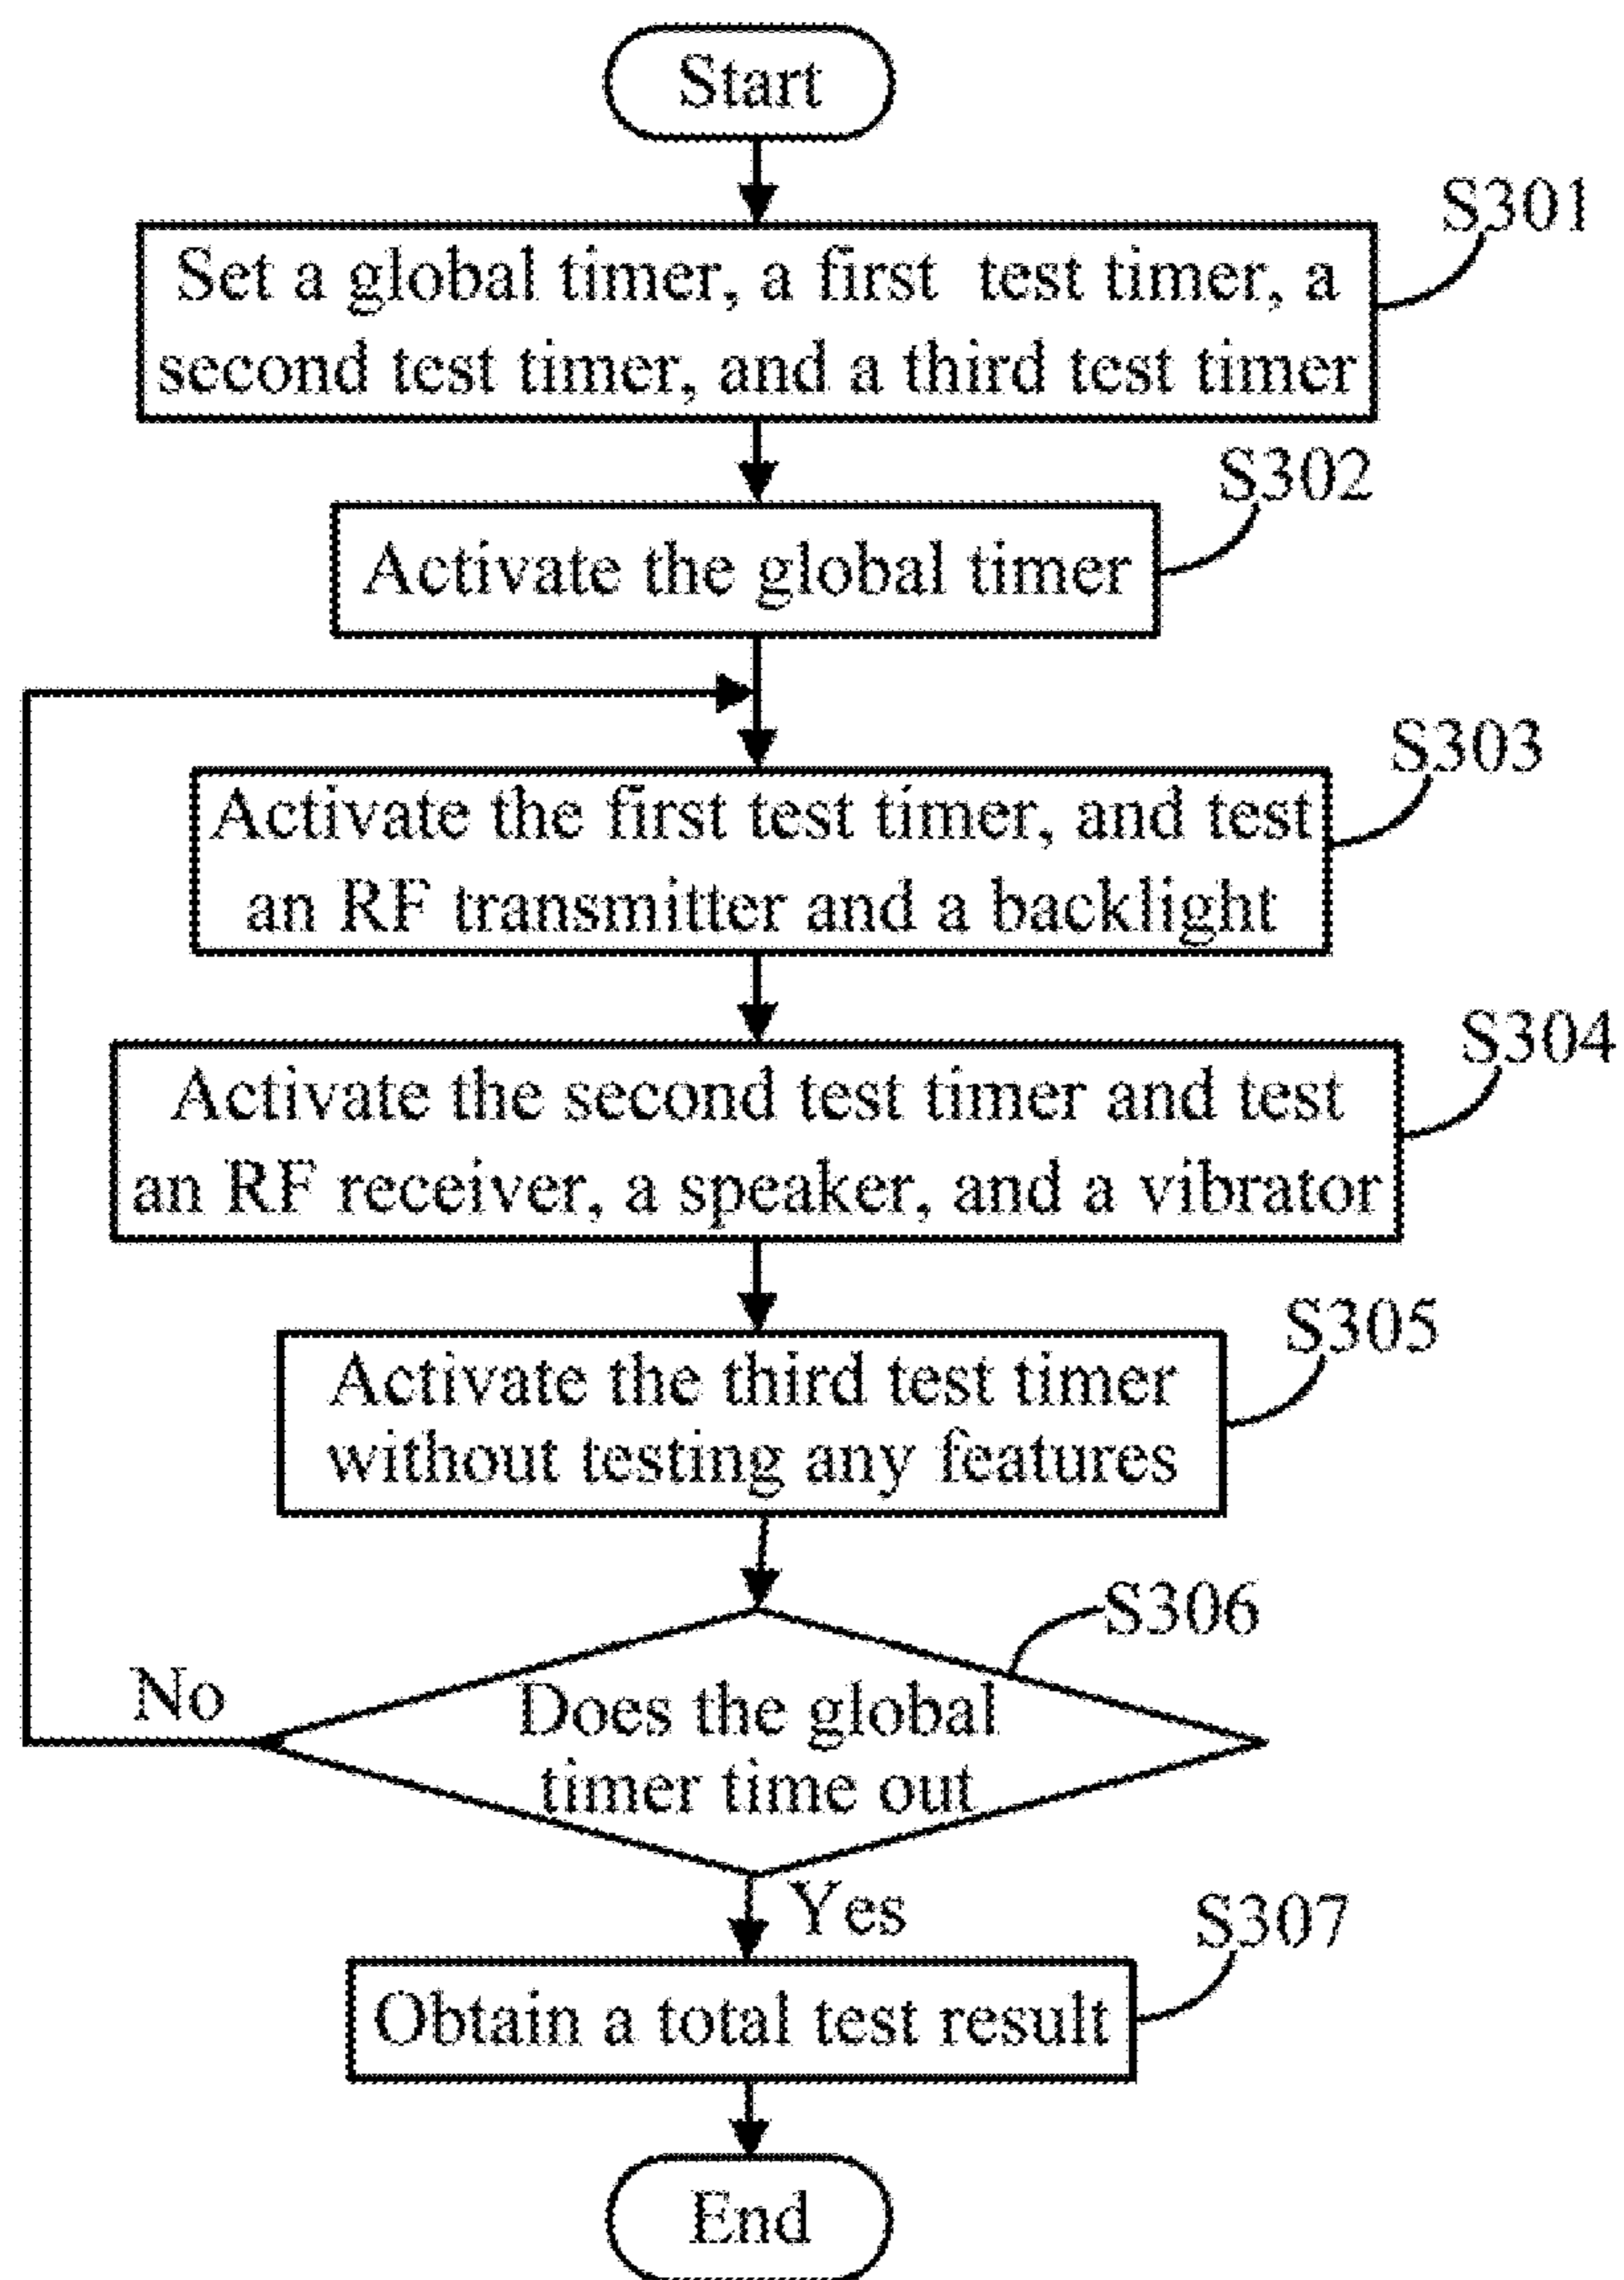 Start
S301
Set a global timer, a first test timer, a
second test timer, and a third test timer
S302
Activate the global timer
S303
Activate the first test timer, and test
an RF transmitter and a backlight
S304
Activate the second test timer and test
an RF receiver, a speaker, and a vibrator
S305
Activate the third test timer
without testing any features
S306
No
Does the global
timer time out
Yes
S307
Obtain a total test result
End